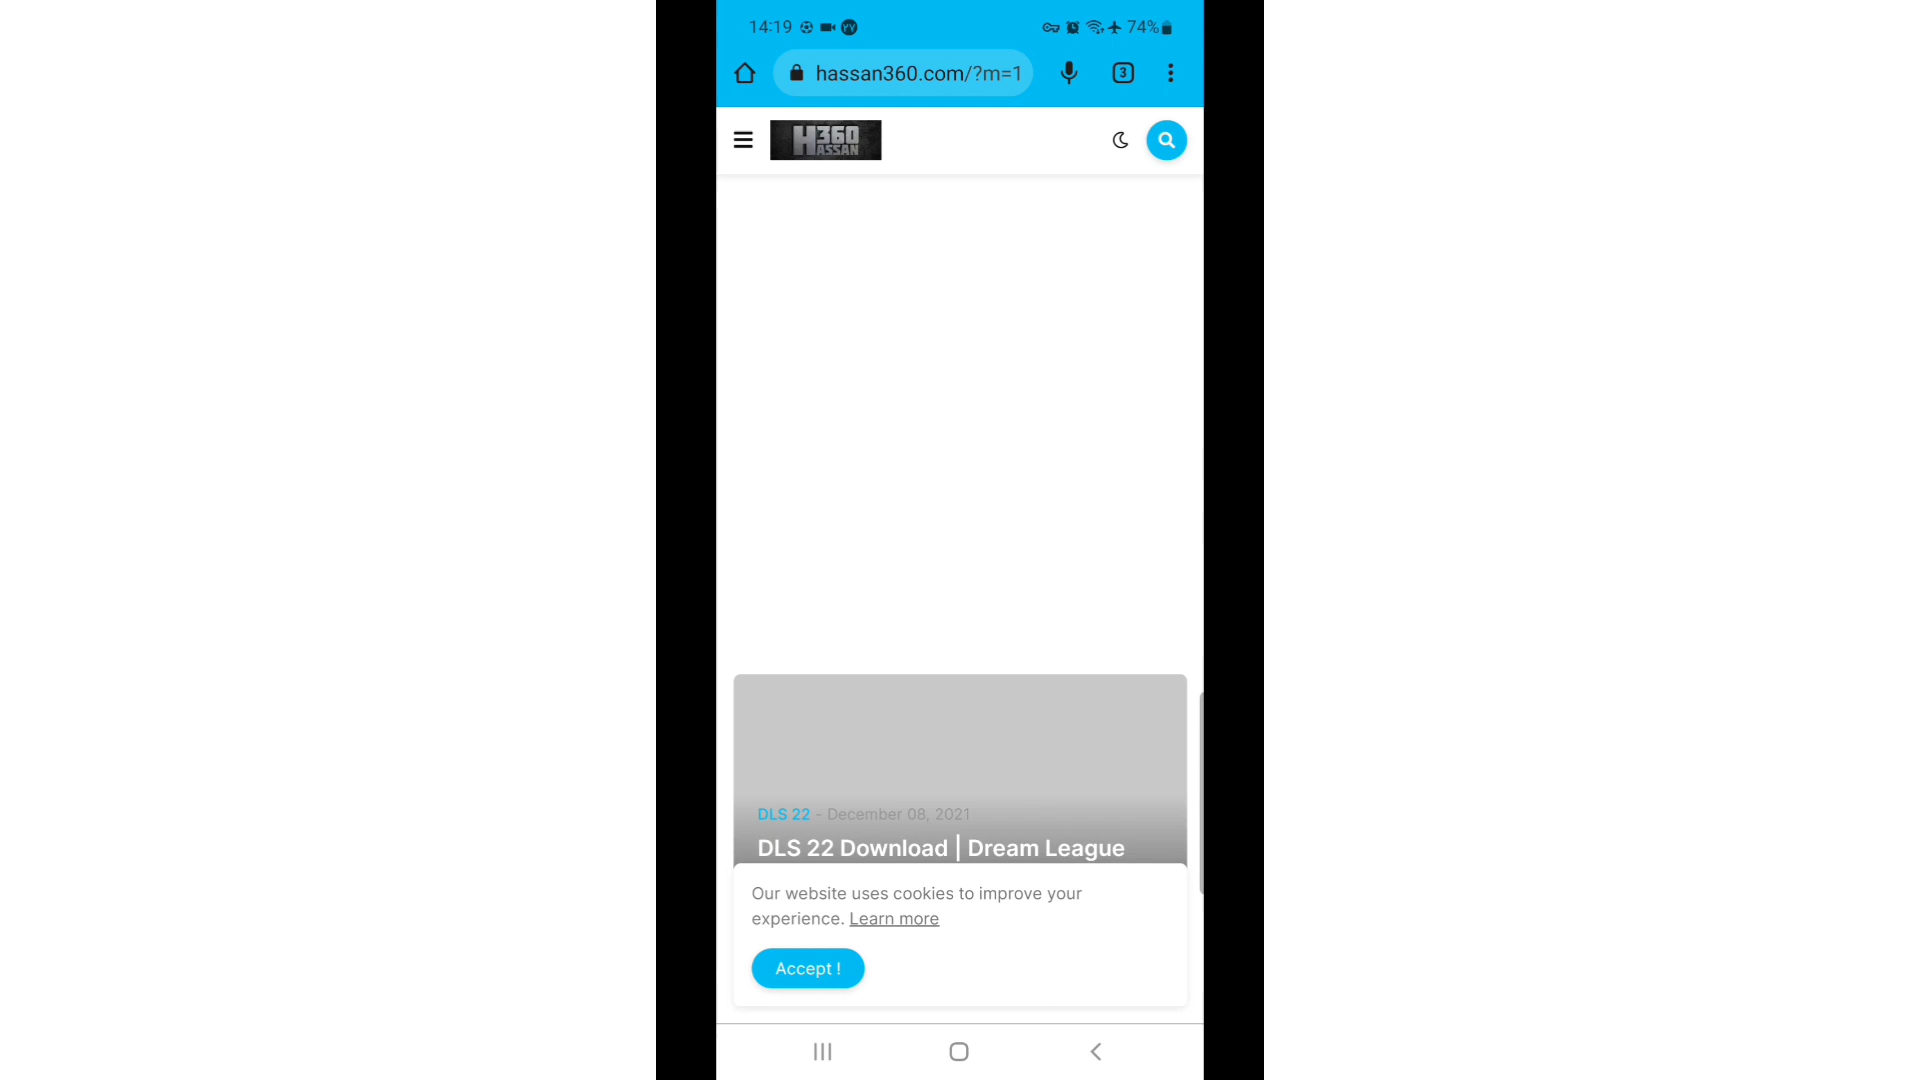 14:19 74%
hassan360.com/?m=1 3
H360
ASSAN
DLS 22 - December 08, 2021
DLS 22 Download | Dream League
Our website uses cookies to improve your
experience. Learn more
Accept !